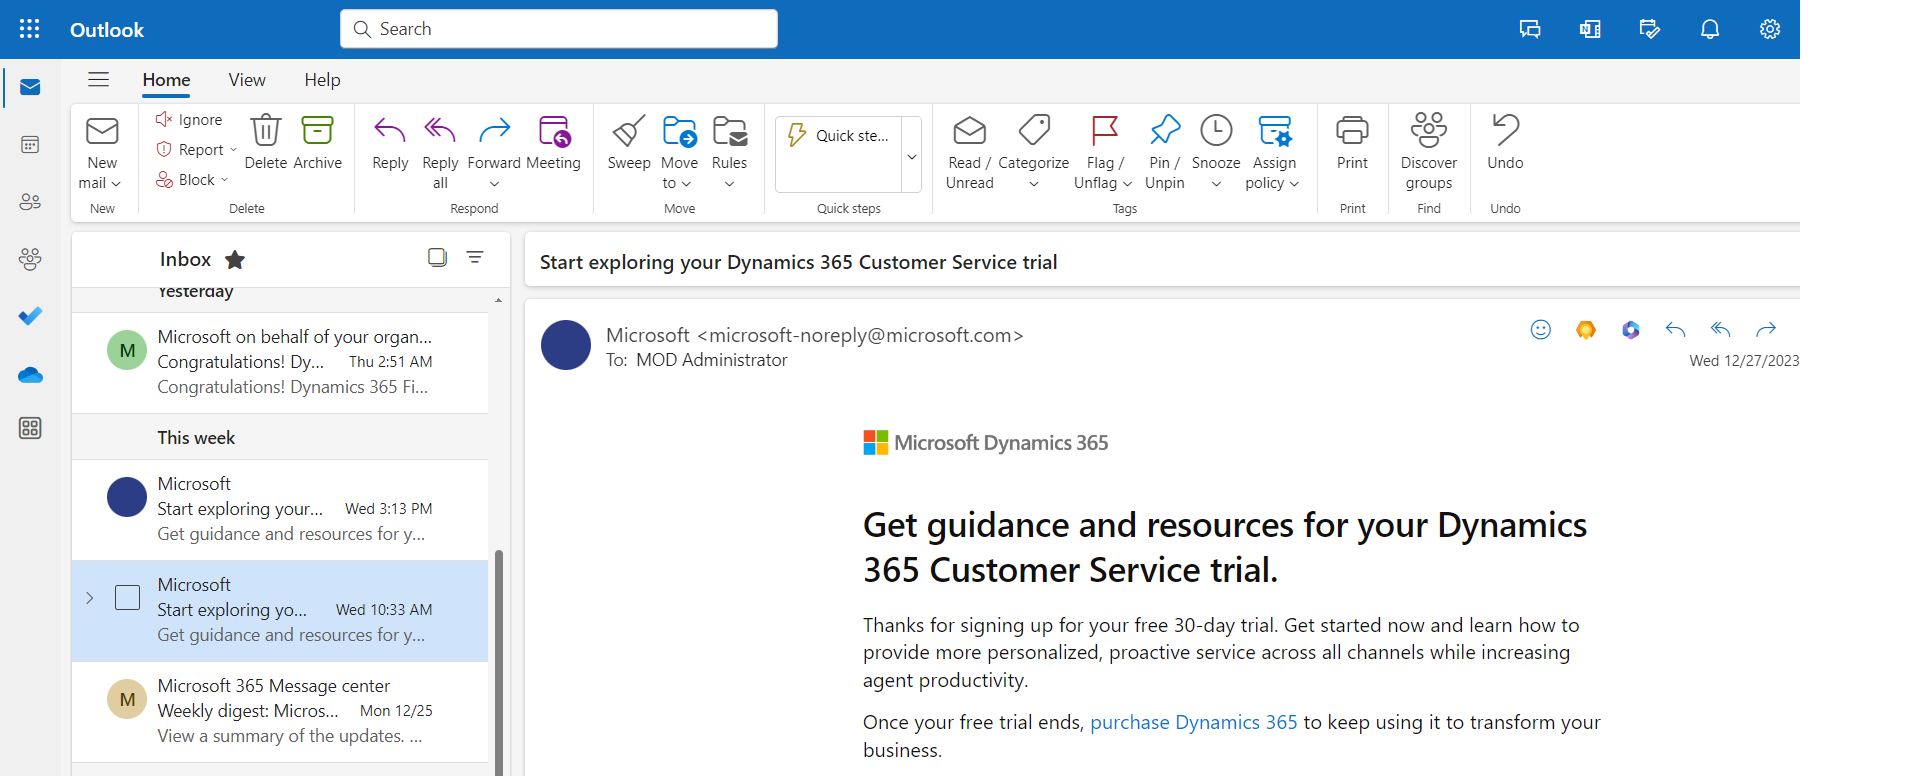 Outlook
Search
Home View Help
New mail
New
Ignore
Report
Block
Delete
Archive
Delete
Reply
Reply all
Forward
Meeting
Respond
Sweep
Move to
Rules
Move
Quick ste...
Quick steps
Read / Unread
Categorize
Flag / Unflag
Pin / Unpin
Snooze
Assign policy
Tags
Print
Print
Discover groups
Find
Undo
Undo
Inbox
Yesterday
M
Microsoft on behalf of your organ...
Congratulations! Dy... Thu 2:51 AM
Congratulations! Dynamics 365 Fi...
This week
Microsoft
Start exploring your... Wed 3:13 PM
Get guidance and resources for y...
Microsoft
Start exploring yo... Wed 10:33 AM
Get guidance and resources for y...
M
Microsoft 365 Message center
Weekly digest: Micros... Mon 12/25
View a summary of the updates. ...
Start exploring your Dynamics 365 Customer Service trial
Microsoft <microsoft-noreply@microsoft.com>
To: MOD Administrator
Wed 12/27/2023
Microsoft Dynamics 365
Get guidance and resources for your Dynamics
365 Customer Service trial.
Thanks for signing up for your free 30-day trial. Get started now and learn how to
provide more personalized, proactive service across all channels while increasing
agent productivity.
Once your free trial ends, purchase Dynamics 365 to keep using it to transform your
business.